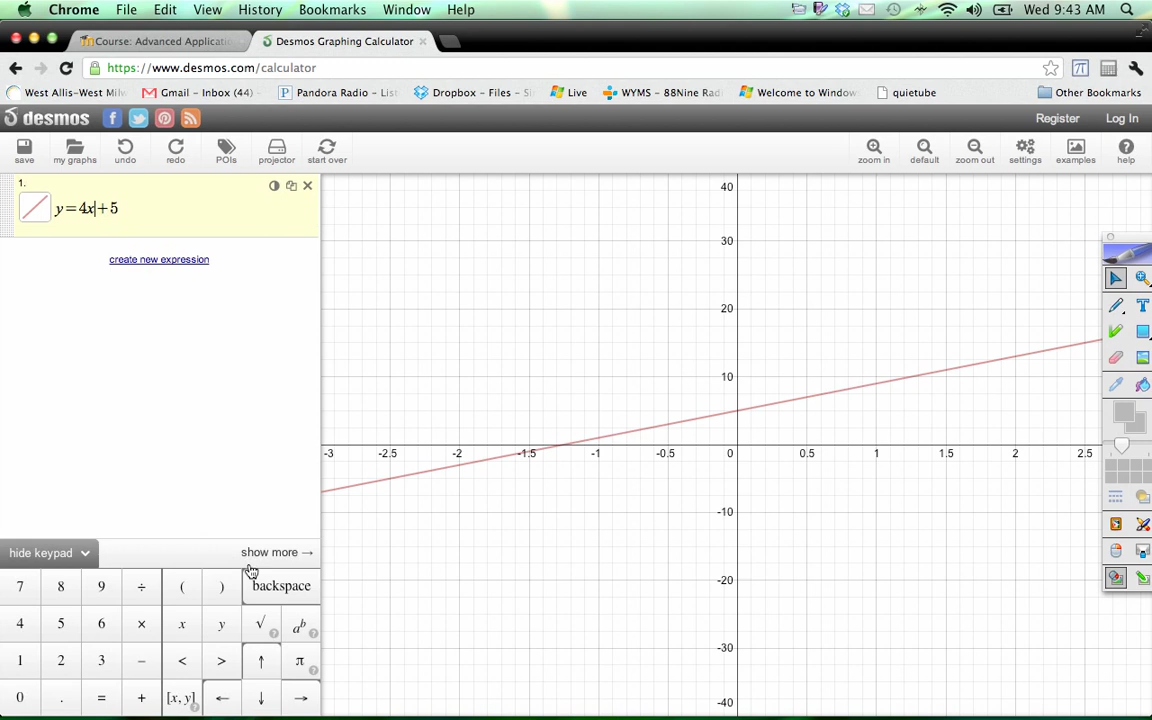 Chrome File Edit View History Bookmarks Window Help Wed 9:43 AM
Course: Advanced Applicati Desmos Graphing Calculator
https://www.desmos.com/calculator
West Allis-West Milw Gmail - Inbox (44) Pandora Radio - List Dropbox - Files - Si Live WYMS - 88Nine Rad Welcome to Window quietube Other Bookmarks
desmos Register Log In
save my graphs undo redo POIs projector start over zoom in default zoom out settings examples help
1.
y=4x+5
create new expression
40
30
20
10
-3 -2.5 -2 -1.5 -1 -0.5 0 0.5 1 1.5 2 2.5
-10
-20
-30
-40
hide keypad show more →
7 8 9 ÷ ( ) backspace
4 5 6 × x y √ ? a^b ?
1 2 3 − < > ↑ π ?
0 . = + [x, y] ? ← ↓ →